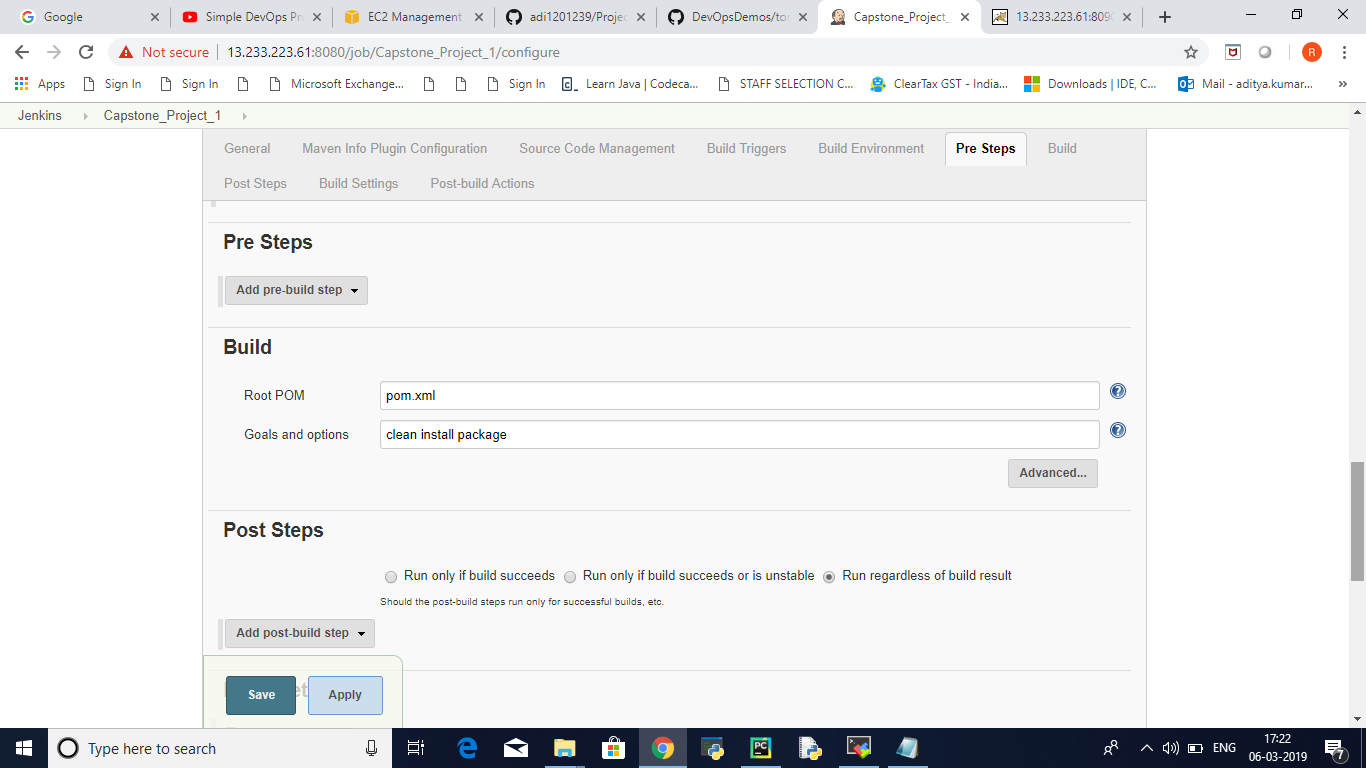 Google
Simple DevOps Pr
EC2 Management
adi1201239/Projec
DevOpsDemos/to
Capstone_Project_
13.233.223.61:809
Not secure 13.233.223.61:8080/job/Capstone_Project_1/configure
R
Apps Sign In Sign In Microsoft Exchange... Sign In Learn Java | Codeca... STAFF SELECTION C... ClearTax GST - India... Downloads | IDE, C... Mail - aditya.kumar... »
Jenkins Capstone_Project_1
General Maven Info Plugin Configuration Source Code Management Build Triggers Build Environment Pre Steps Build
Post Steps Build Settings Post-build Actions
Pre Steps
Add pre-build step
Build
Root POM pom.xml
Goals and options clean install package
Advanced...
Post Steps
Run only if build succeeds Run only if build succeeds or is unstable Run regardless of build result
Should the post-build steps run only for successful builds, etc.
Add post-build step
Save Apply
Type here to search
ENG
17:22
06-03-2019
7